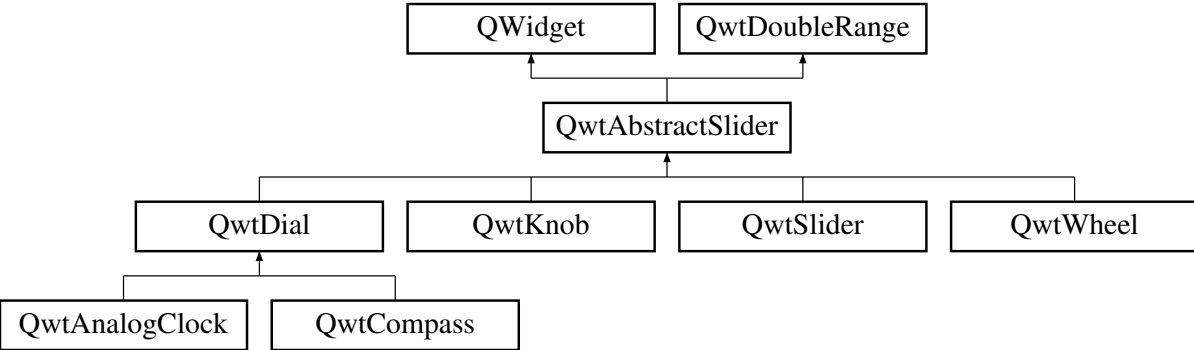 QWidget
QwtDoubleRange
QwtAbstractSlider
QwtDial
QwtKnob
QwtSlider
QwtWheel
QwtAnalogClock
QwtCompass